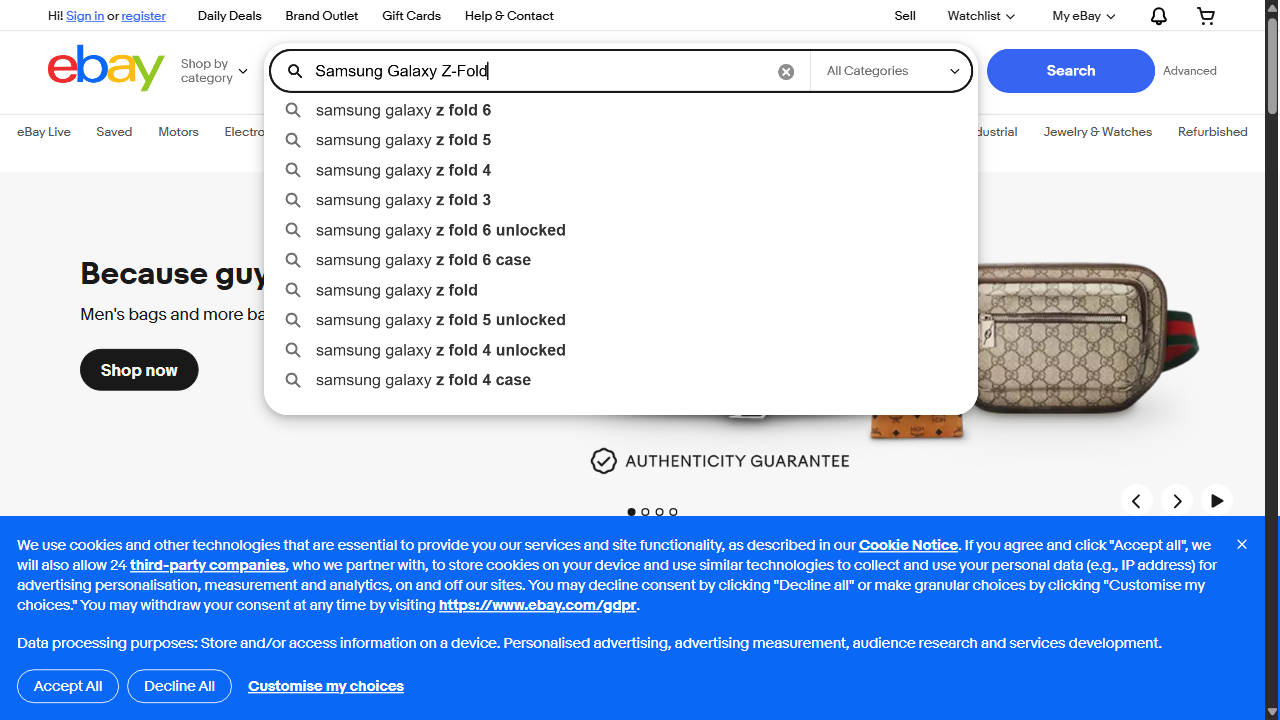 Hi! Sign in or register
Daily Deals
Brand Outlet
Gift Cards
Help & Contact
Sell
Watchlist
My eBay
ebay
Shop by
category
Samsung Galaxy Z-Fold
All Categories
Search
Advanced
eBay Live
Saved
Motors
Electro
dustrial
Jewelry & Watches
Refurbished
samsung galaxy z fold 6
samsung galaxy z fold 5
samsung galaxy z fold 4
samsung galaxy z fold 3
samsung galaxy z fold 6 unlocked
samsung galaxy z fold 6 case
samsung galaxy z fold
samsung galaxy z fold 5 unlocked
samsung galaxy z fold 4 unlocked
samsung galaxy z fold 4 case
Because guy
Men's bags and more ba
Shop now
AUTHENTICITY GUARANTEE
We use cookies and other technologies that are essential to provide you our services and site functionality, as described in our Cookie Notice. If you agree and click "Accept all", we
will also allow 24 third-party companies, who we partner with, to store cookies on your device and use similar technologies to collect and use your personal data (e.g., IP address) for
advertising personalisation, measurement and analytics, on and off our sites. You may decline consent by clicking "Decline all" or make granular choices by clicking "Customise my
choices." You may withdraw your consent at any time by visiting https://www.ebay.com/gdpr.
Data processing purposes: Store and/or access information on a device. Personalised advertising, advertising measurement, audience research and services development.
Accept All
Decline All
Customise my choices